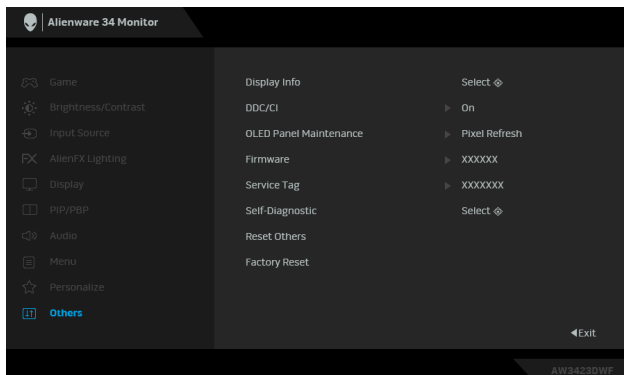 Alienware 34 Monitor
Game
Brightness/Contrast
Input Source
AlienFX Lighting
Display
PIP/PBP
Audio
Menu
Personalize
Others
Display Info Select
DDC/CI On
OLED Panel Maintenance Pixel Refresh
Firmware XXXXXX
Service Tag XXXXXXX
Self-Diagnostic Select
Reset Others
Factory Reset
Exit
AW3423DWF